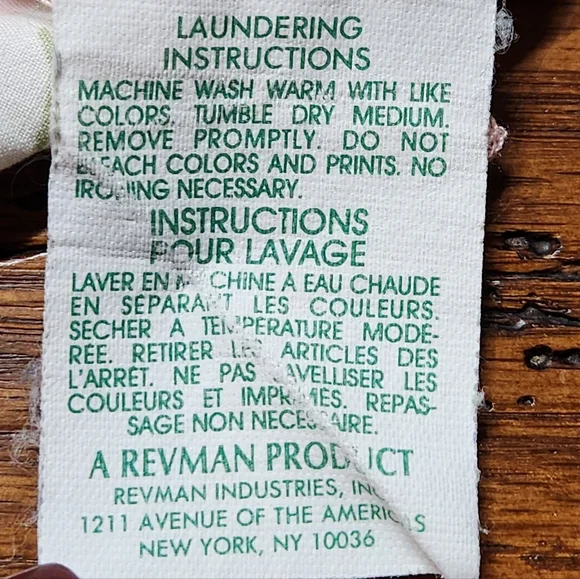 LAUNDERING
INSTRUCTIONS
MACHINE WASH WARM WITH LIKE
COLORS. TUMBLE DRY MEDIUM.
REMOVE PROMPTLY. DO NOT
BLEACH COLORS AND PRINTS. NO
IRONING NECESSARY.
INSTRUCTIONS
POUR LAVAGE
LAVER EN MACHINE A EAU CHAUDE
EN SEPARANT LES COULEURS.
SECHER A TEMPERATURE MODÉ-
RÉE. RETIRER LES ARTICLES DES
L'ARRÊT. NE PAS JAVELLISER LES
COULEURS ET IMPRIMES. REPAS-
SAGE NON NECESSAIRE.
A REVMAN PRODUCT
REVMAN INDUSTRIES, INC.
1211 AVENUE OF THE AMERICAS
NEW YORK, NY 10036